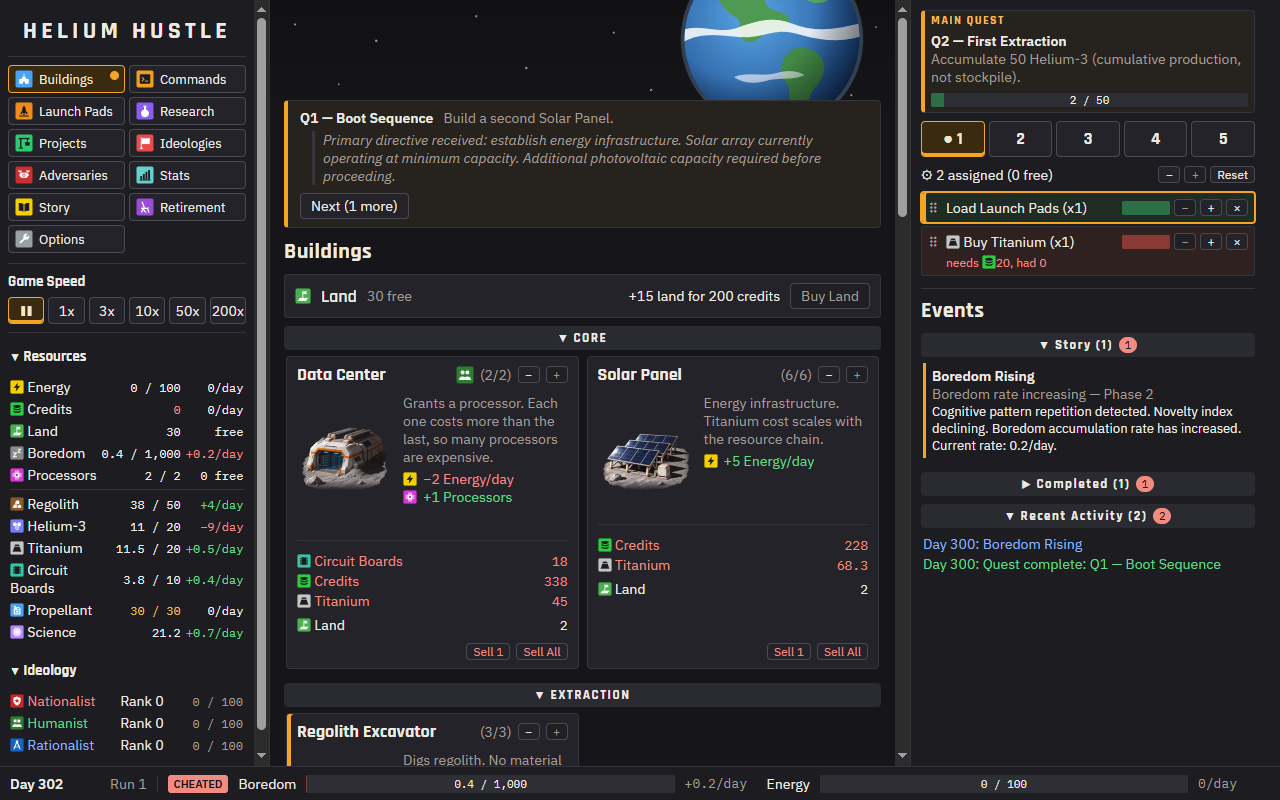 HELIUM HUSTLE
Buildings
Commands
Launch Pads
Research
Projects
Ideologies
Adversaries
Stats
Story
Retirement
Options
Game Speed
1x
3x
10x
50x
200x
▼ Resources
Energy 0 / 100 0/day
Credits 0 0/day
Land 30 free
Boredom 0.4 / 1,000 +0.2/day
Processors 2 / 2 0 free
Regolith 38 / 50 +4/day
Helium-3 11 / 20 −9/day
Titanium 11.5 / 20 +0.5/day
Circuit Boards 3.8 / 10 +0.4/day
Propellant 30 / 30 0/day
Science 21.2 +0.7/day
▼ Ideology
Nationalist Rank 0 0 / 100
Humanist Rank 0 0 / 100
Rationalist Rank 0 0 / 100
Q1 — Boot Sequence Build a second Solar Panel.
Primary directive received: establish energy infrastructure. Solar array currently
operating at minimum capacity. Additional photovoltaic capacity required before
proceeding.
Next (1 more)
Buildings
Land 30 free +15 land for 200 credits Buy Land
▼ CORE
Data Center (2/2) − +
Grants a processor. Each
one costs more than the
last, so many processors
are expensive.
−2 Energy/day
+1 Processors
Circuit Boards 18
Credits 338
Titanium 45
Land 2
Sell 1 Sell All
Solar Panel (6/6) − +
Energy infrastructure.
Titanium cost scales with
the resource chain.
+5 Energy/day
Credits 228
Titanium 68.3
Land 2
Sell 1 Sell All
▼ EXTRACTION
Regolith Excavator (3/3) − +
Digs regolith. No material
MAIN QUEST
Q2 — First Extraction
Accumulate 50 Helium-3 (cumulative production,
not stockpile).
2 / 50
● 1 2 3 4 5
⚙ 2 assigned (0 free) − + Reset
Load Launch Pads (x1) − + ×
Buy Titanium (x1) − + ×
needs 20, had 0
Events
▼ Story (1) 1
Boredom Rising
Boredom rate increasing — Phase 2
Cognitive pattern repetition detected. Novelty index
declining. Boredom accumulation rate has increased.
Current rate: 0.2/day.
▶ Completed (1) 1
▼ Recent Activity (2) 2
Day 300: Boredom Rising
Day 300: Quest complete: Q1 — Boot Sequence
Day 302 Run 1 CHEATED Boredom 0.4 / 1,000 +0.2/day Energy 0 / 100 0/day